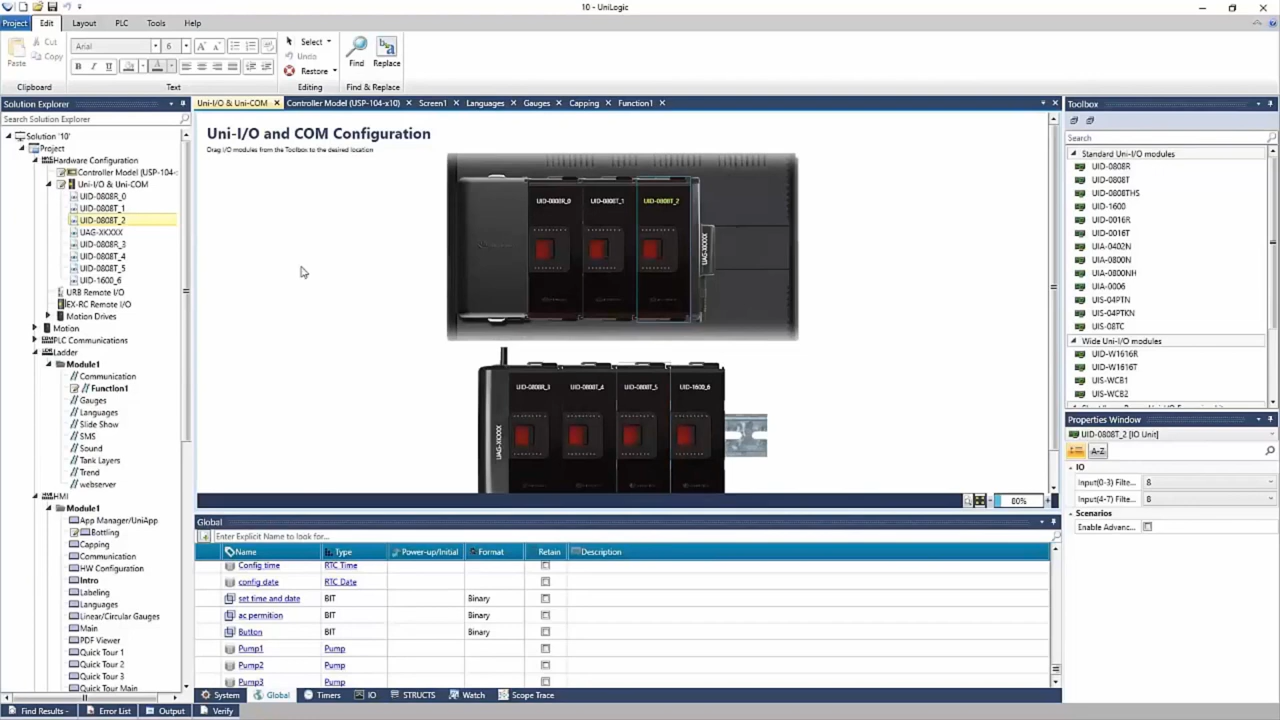 10 - UniLogic
Project Edit Layout PLC Tools Help
Paste
Cut
Copy
Clipboard
Arial 6
B I U A
Text
Select
Undo
Restore
Editing
Find Replace
Find & Replace
Solution Explorer
Search Solution Explorer
Solution '10'
Project
Hardware Configuration
Controller Model (USP-104-
Uni-I/O & Uni-COM
UID-0808R_0
UID-0808T_1
UID-0808T_2
UAG-XKXXX
UID-0808R_3
UID-0808T_4
UID-0808T_5
UID-1600_6
URB Remote I/O
EX-RC Remote I/O
Motion Drives
Motion
PLC Communications
Ladder
Module1
Communication
Function1
Gauges
Languages
Slide Show
SMS
Sound
Tank Layers
Trend
webserver
HMI
Module1
App Manager/UniApp
Bottling
Capping
Communication
HW Configuration
Intro
Labeling
Languages
Linear/Circular Gauges
Main
PDF Viewer
Quick Tour 1
Quick Tour 2
Quick Tour 3
Quick Tour Main
Uni-I/O & Uni-COM Controller Model (USP-104-x10) Screen1 Languages Gauges Capping Function1
Uni-I/O and COM Configuration
Drag I/O modules from the Toolbox to the desired location
UID-0808R_0 UID-0808T_1 UID-0808T_2
UAG-XKXXX
UID-0808R_3 UID-0808T_4 UID-0808T_5 UID-1600_6
UAG-XKXXX
80%
Global
Enter Explicit Name to look for...
Name Type Power-up/Initial Format Retain Description
Config time RTC Time
config date RTC Date
set time and date BIT Binary
ac permition BIT Binary
Button BIT Binary
Pump1 Pump
Pump2 Pump
Pump3 Pump
System Global Timers IO STRUCTS Watch Scope Trace
Toolbox
Search
Standard Uni-I/O modules
UID-0808R
UID-0808T
UID-0808THS
UID-1600
UID-0016R
UID-0016T
UIA-0402N
UIA-0800N
UIA-0800NH
UIA-0006
UIS-04PTN
UIS-04PTKN
UIS-08TC
Wide Uni-I/O modules
UID-W1616R
UID-W1616T
UIS-WCB1
UIS-WCB2
Properties Window
UID-0808T_2 [IO Unit]
A-Z
IO
Input(0-3) Filte... 8
Input(4-7) Filte... 8
Scenarios
Enable Advanc...
Find Results - Error List Output Verify